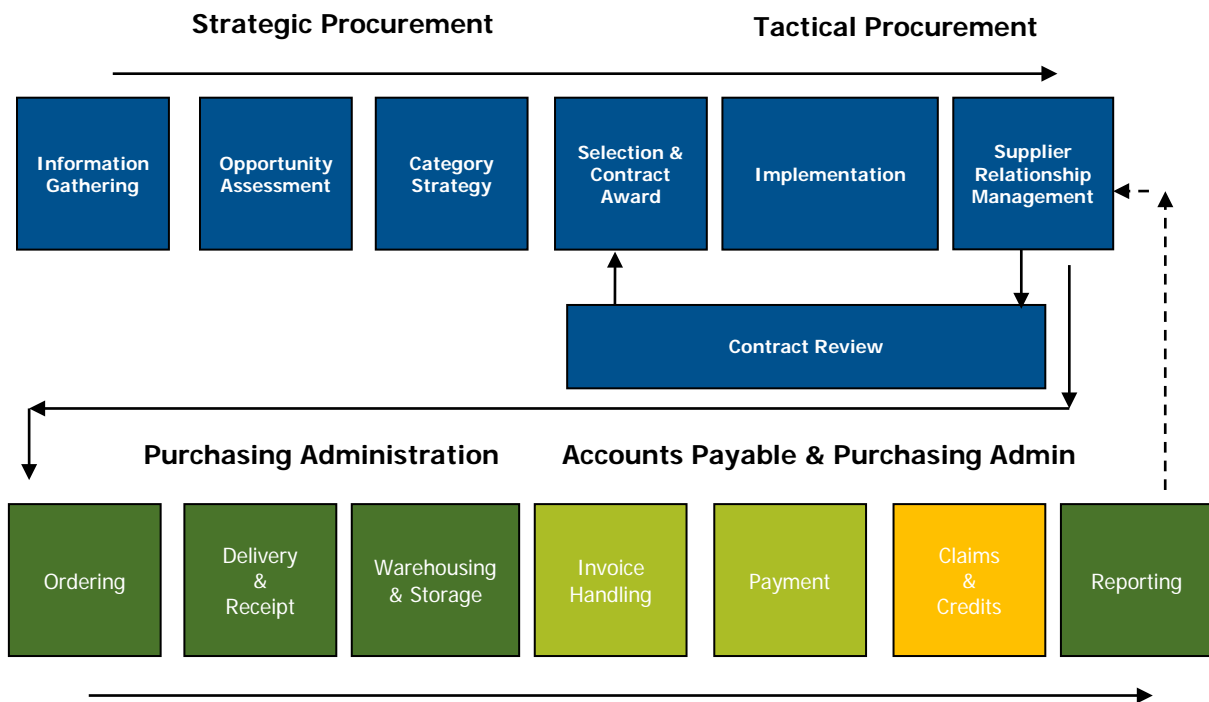 Strategic Procurement
Tactical Procurement
Information
Gathering
Opportunity
Assessment
Category
Strategy
Selection &
Contract
Award
Implementation
Supplier
Relationship
Management
Contract Review
Purchasing Administration
Accounts Payable & Purchasing Admin
Ordering
Delivery
&
Receipt
Warehousing
& Storage
Invoice
Handling
Payment
Claims
&
Credits
Reporting